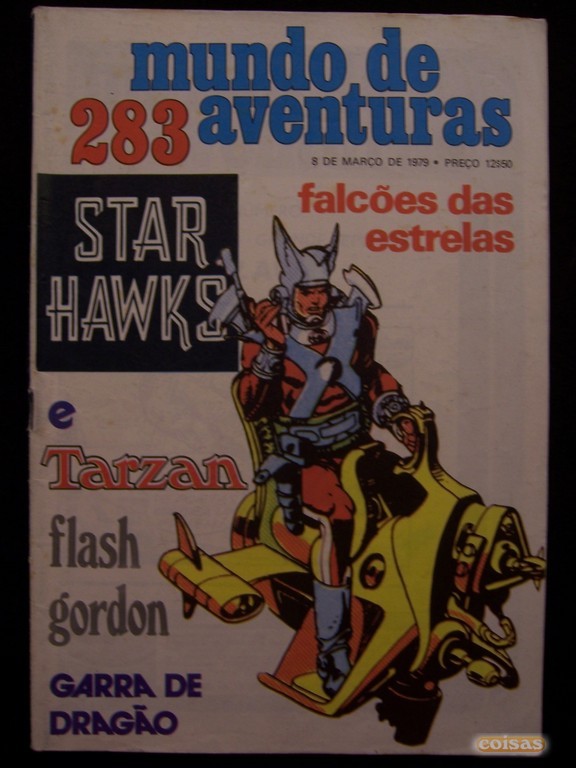 mundo de
283 aventuras
8 DE MARÇO DE 1979 • PREÇO 12$50
STAR
HAWKS
falcões das
estrelas
e
Tarzan
flash
gordon
GARRA DE
DRAGÃO
coisas